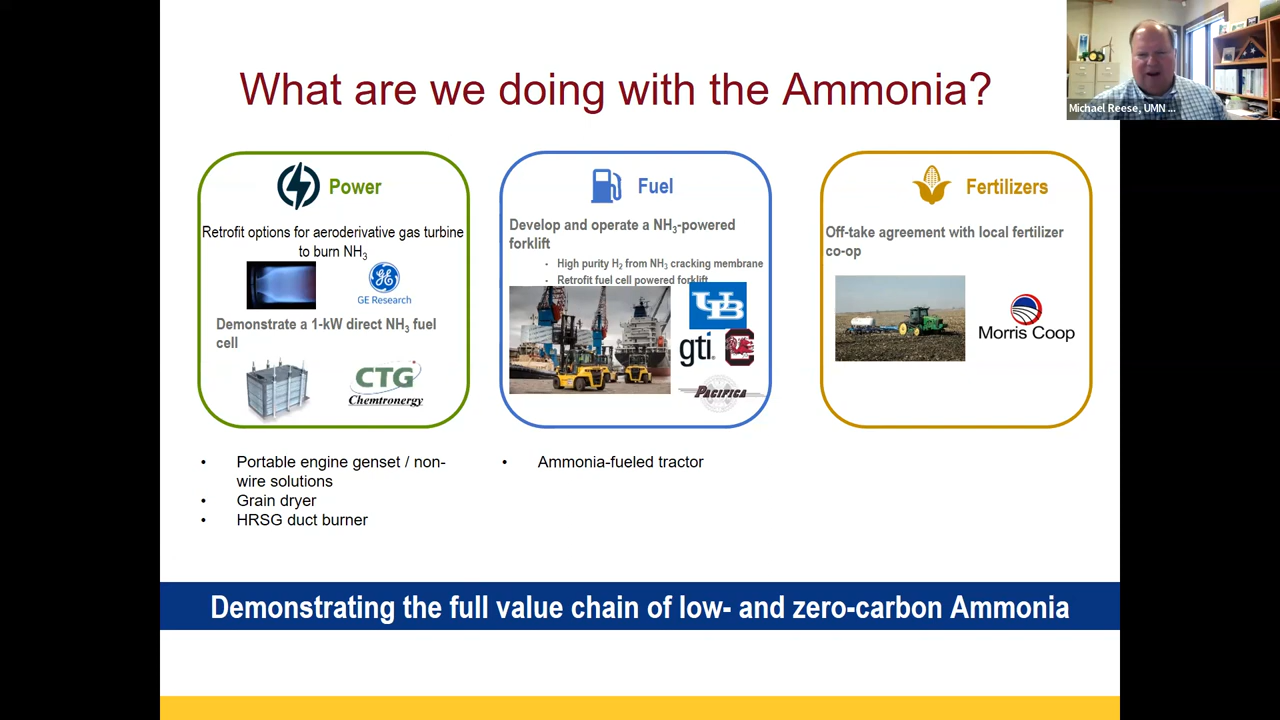 What are we doing with the Ammonia?
Michael Reese, UMN ...
Power
Retrofit options for aeroderivative gas turbine
to burn NH3
GE Research
Demonstrate a 1-kW direct NH3 fuel
cell
CTG
Chemtronergy
Fuel
Develop and operate a NH3-powered
forklift
• High purity H2 from NH3 cracking membrane
• Retrofit fuel cell powered forklift
UB
gti
PACIFICA
Fertilizers
Off-take agreement with local fertilizer
co-op
Morris Coop
• Portable engine genset / non-
wire solutions
• Grain dryer
• HRSG duct burner
• Ammonia-fueled tractor
Demonstrating the full value chain of low- and zero-carbon Ammonia